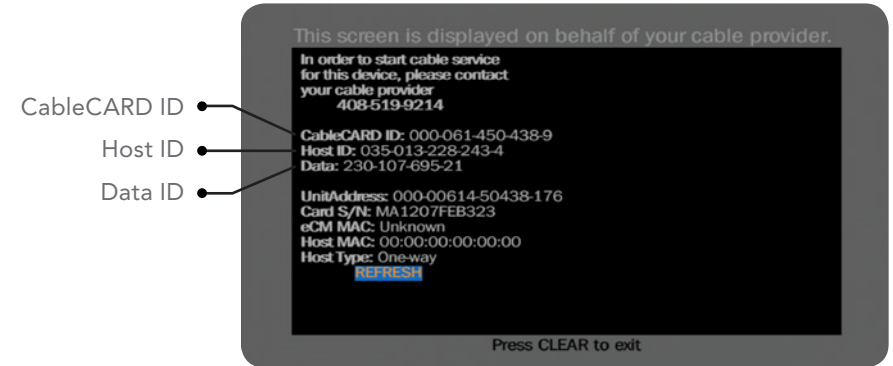 This screen is displayed on behalf of your cable provider.
In order to start cable service
for this device, please contact
your cable provider
408-519-9214
CableCARD ID
Host ID
Data ID
CableCARD ID: 000-061-450-438-9
Host ID: 035-013-228-243-4
Data: 230-107-695-21
UnitAddress: 000-00614-50438-176
Card S/N: MA1207FEB323
eCM MAC: Unknown
Host MAC: 00:00:00:00:00:00
Host Type: One-way
REFRESH
Press CLEAR to exit